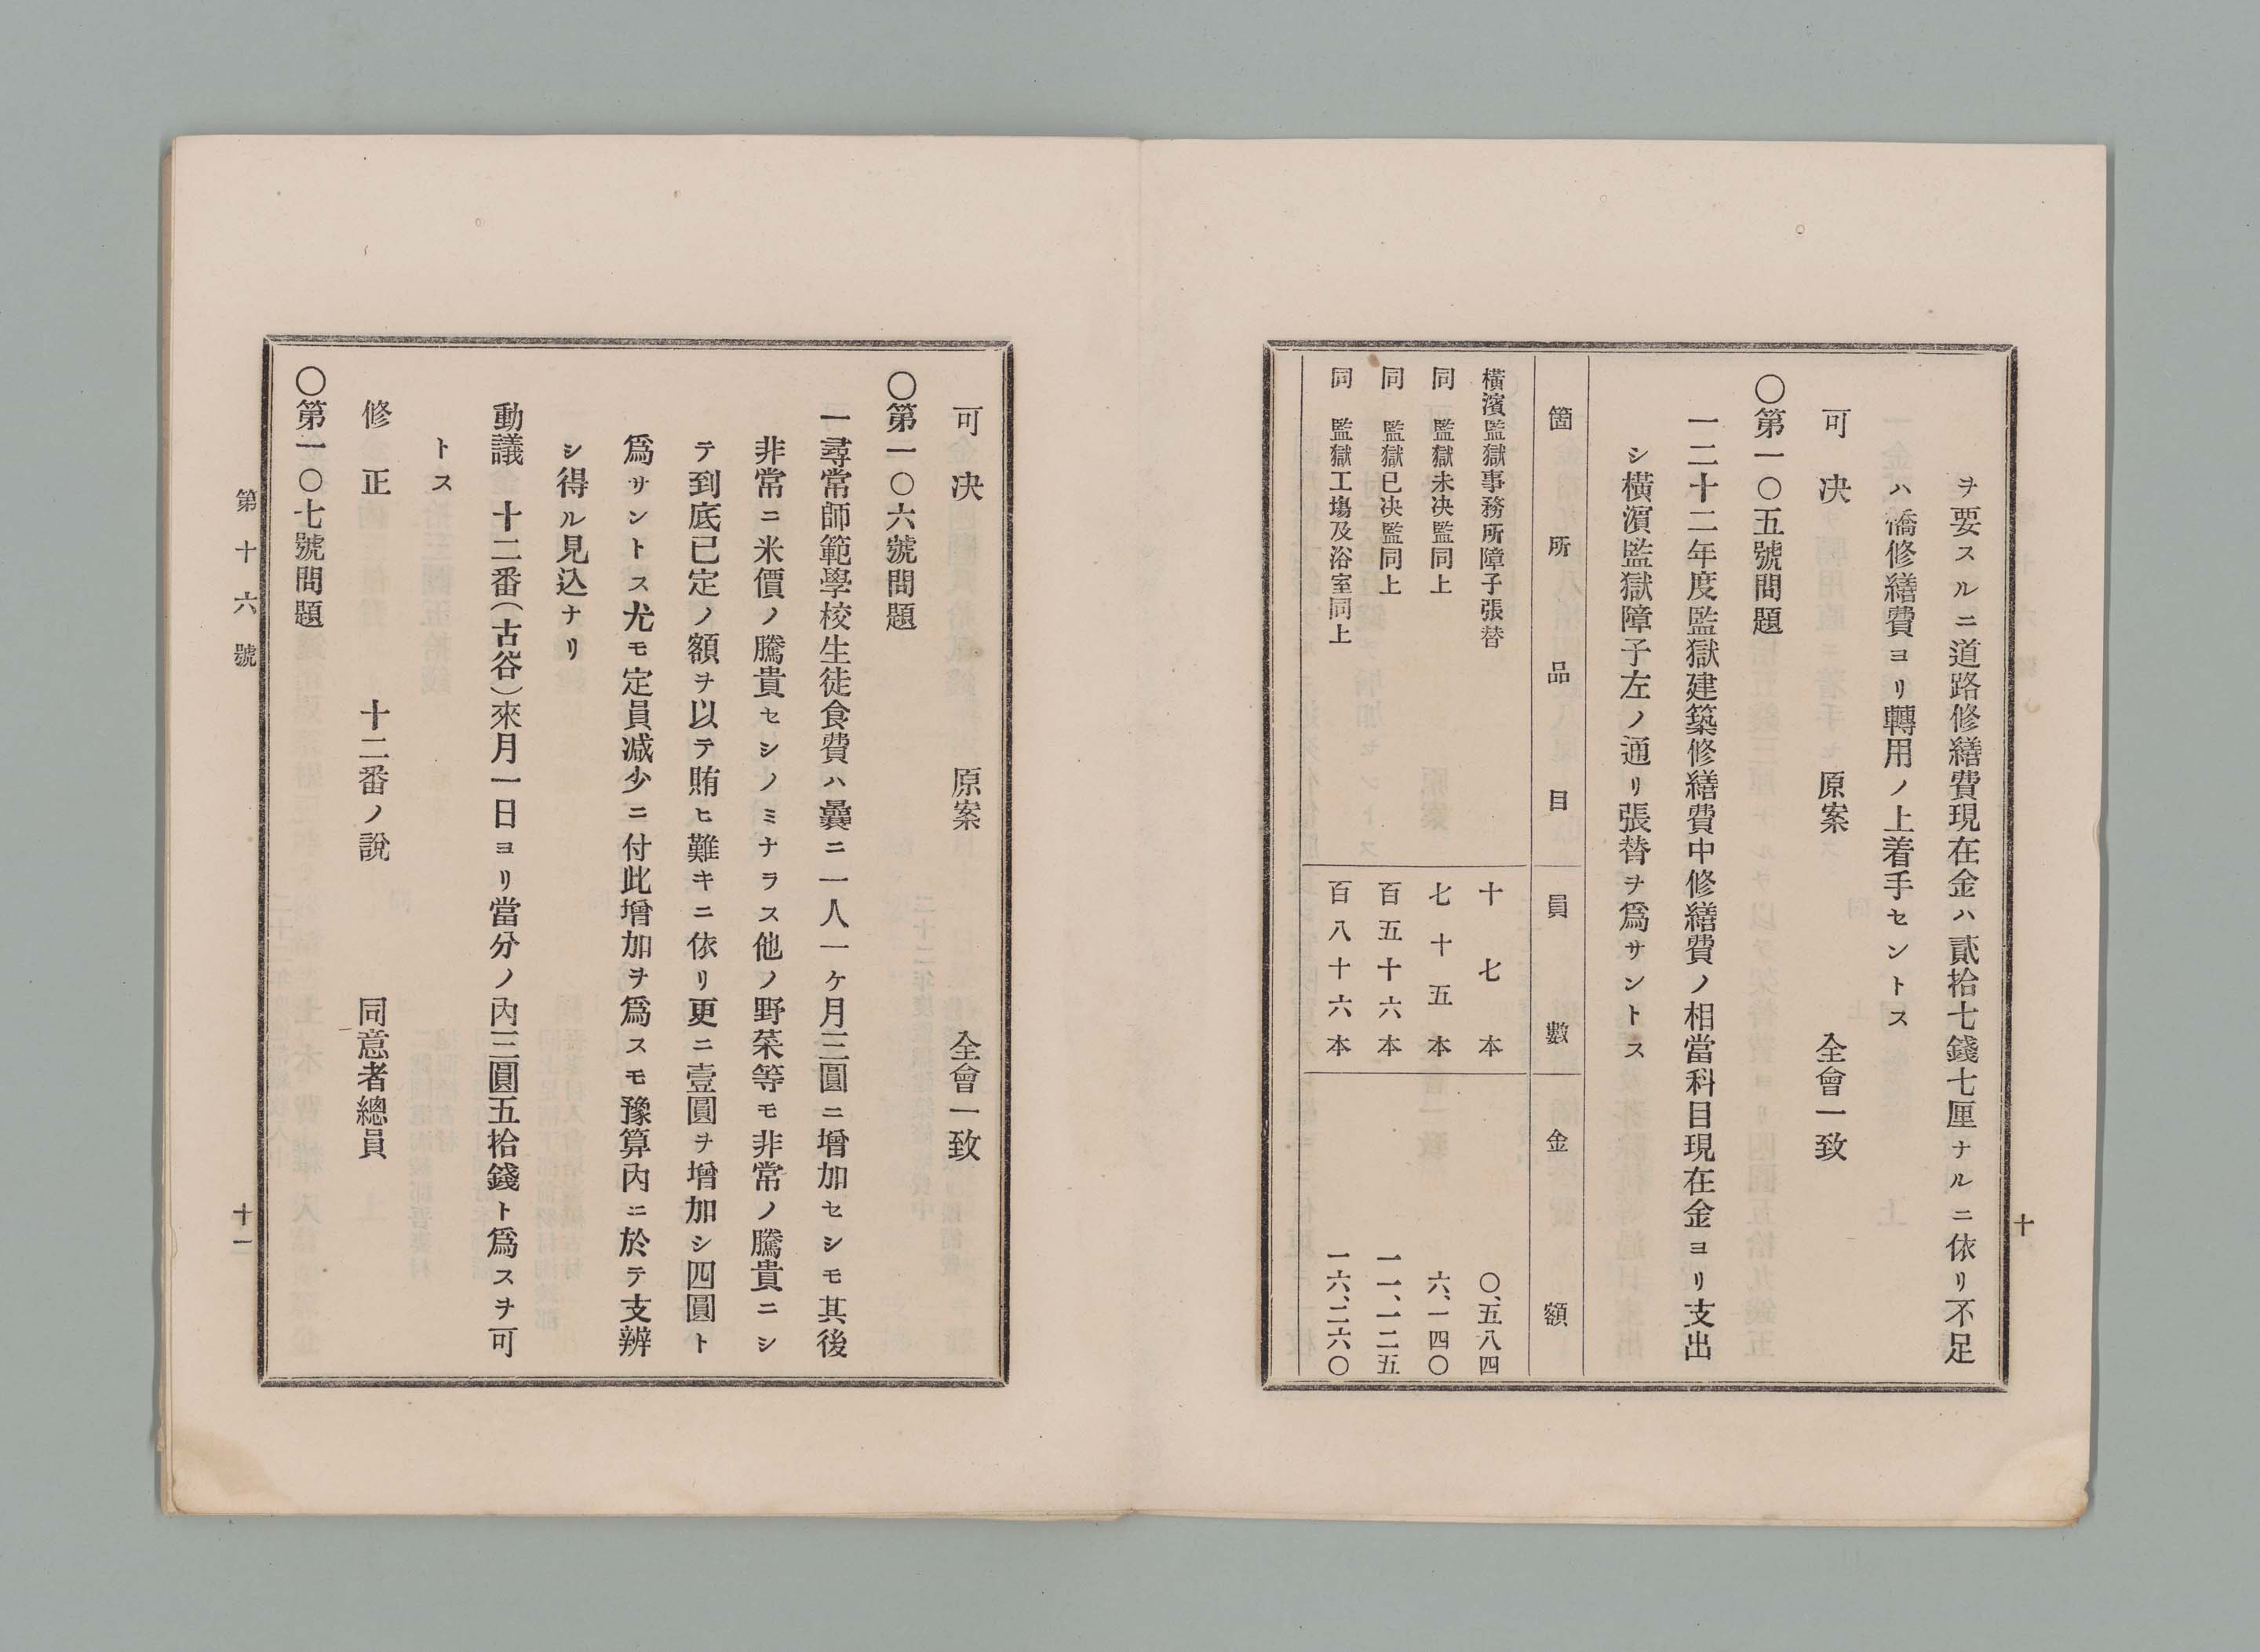 ヲ要スルニ道路修繕費現在金ハ貳拾七錢七厘ナルニ依リ不足
ハ橋修繕費ヨリ轉用ノ上着手セントス
可決 原案 全會一致
〇第一〇五號問題
一二十二年度監獄建築修繕費中修繕費ノ相當科目現在金ヨリ支出
シ橫濱監獄障子左ノ通リ張替ヲ爲サントス
箇所品目 員數 金額
橫濱監獄事務所障子張替 十七本 〇、五八四
同 監獄未决監同上 七十五本 六、一四〇
同 監獄已决監同上 百五十六本 一一、一二五
同 監獄工塲及浴室同上 百八十六本 一六、二六〇
十
可決 原案 全會一致
〇第一〇六號問題
一尋常師範學校生徒食費ハ曩ニ一人一ヶ月三圓ニ增加セシモ其後
非常ニ米價ノ騰貴セシノミナラス他ノ野菜等モ非常ノ騰貴ニシ
テ到底已定ノ額ヲ以テ賄ヒ難キニ依リ更ニ壹圓ヲ增加シ四圓ト
爲サントス尤モ定員减少ニ付此增加ヲ爲スモ豫算內ニ於テ支辨
シ得ル見込ナリ
動議 十二番(古谷)來月一日ヨリ當分ノ內三圓五拾錢ト爲スヲ可
トス
修正 十二番ノ說 同意者總員
〇第一〇七號問題
第十六號
十一